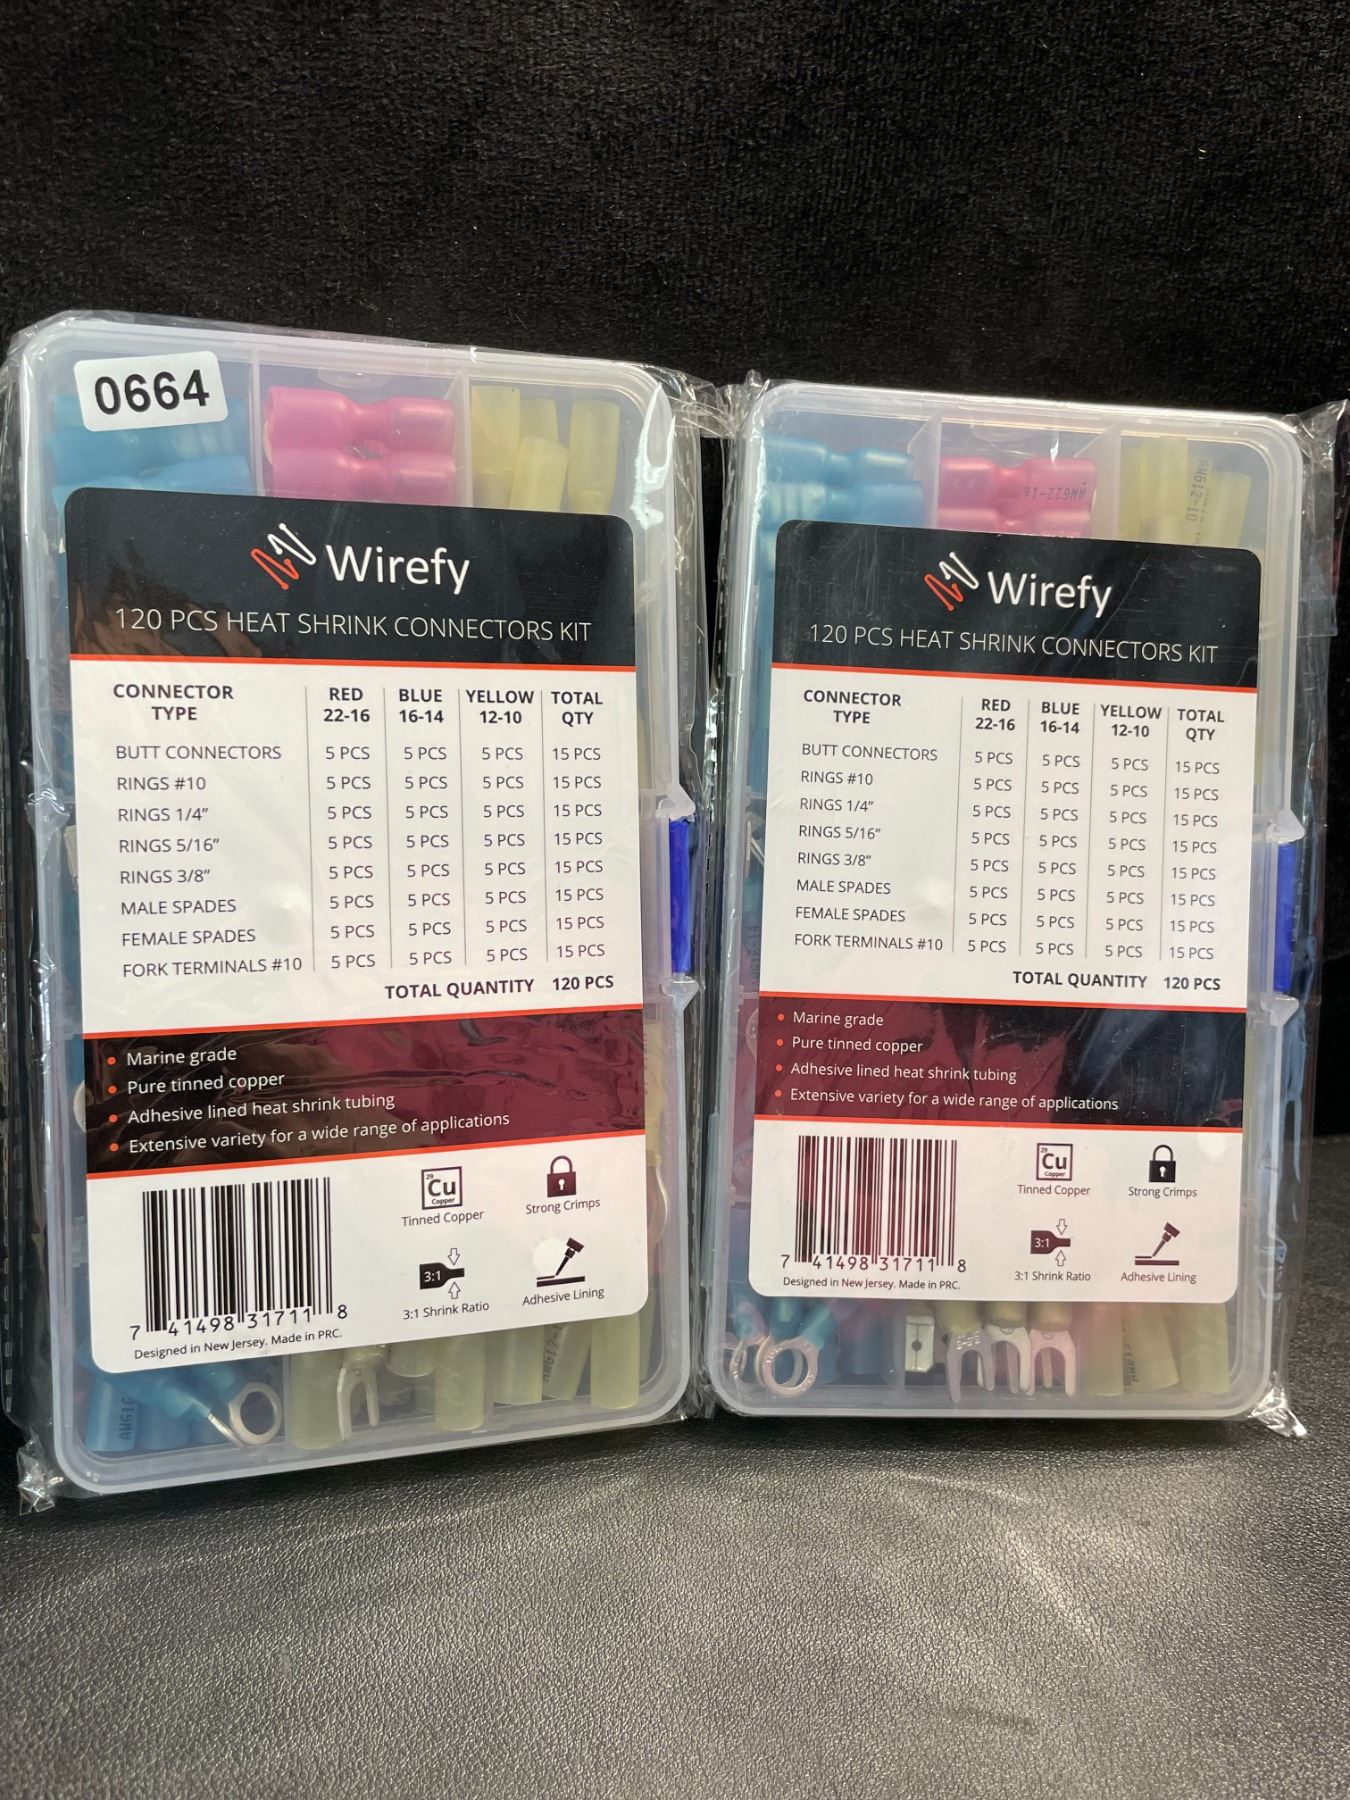 0664
Wirefy
120 PCS HEAT SHRINK CONNECTORS KIT
CONNECTOR TYPE RED 22-16 BLUE 16-14 YELLOW 12-10 TOTAL QTY
BUTT CONNECTORS 5 PCS 5 PCS 5 PCS 15 PCS
RINGS #10 5 PCS 5 PCS 5 PCS 15 PCS
RINGS 1/4” 5 PCS 5 PCS 5 PCS 15 PCS
RINGS 5/16” 5 PCS 5 PCS 5 PCS 15 PCS
RINGS 3/8” 5 PCS 5 PCS 5 PCS 15 PCS
MALE SPADES 5 PCS 5 PCS 5 PCS 15 PCS
FEMALE SPADES 5 PCS 5 PCS 5 PCS 15 PCS
FORK TERMINALS #10 5 PCS 5 PCS 5 PCS 15 PCS
TOTAL QUANTITY 120 PCS
• Marine grade
• Pure tinned copper
• Adhesive lined heat shrink tubing
• Extensive variety for a wide range of applications
29
Cu
Copper
Tinned Copper
Strong Crimps
3:1
3:1 Shrink Ratio
Adhesive Lining
7 41498 31711 8
Designed in New Jersey. Made in PRC.
AWG22-16
AWG12-10
Wirefy
120 PCS HEAT SHRINK CONNECTORS KIT
CONNECTOR TYPE RED 22-16 BLUE 16-14 YELLOW 12-10 TOTAL QTY
BUTT CONNECTORS 5 PCS 5 PCS 5 PCS 15 PCS
RINGS #10 5 PCS 5 PCS 5 PCS 15 PCS
RINGS 1/4” 5 PCS 5 PCS 5 PCS 15 PCS
RINGS 5/16” 5 PCS 5 PCS 5 PCS 15 PCS
RINGS 3/8” 5 PCS 5 PCS 5 PCS 15 PCS
MALE SPADES 5 PCS 5 PCS 5 PCS 15 PCS
FEMALE SPADES 5 PCS 5 PCS 5 PCS 15 PCS
FORK TERMINALS #10 5 PCS 5 PCS 5 PCS 15 PCS
TOTAL QUANTITY 120 PCS
• Marine grade
• Pure tinned copper
• Adhesive lined heat shrink tubing
• Extensive variety for a wide range of applications
29
Cu
Copper
Tinned Copper
Strong Crimps
3:1
3:1 Shrink Ratio
Adhesive Lining
7 41498 31711 8
Designed in New Jersey. Made in PRC.